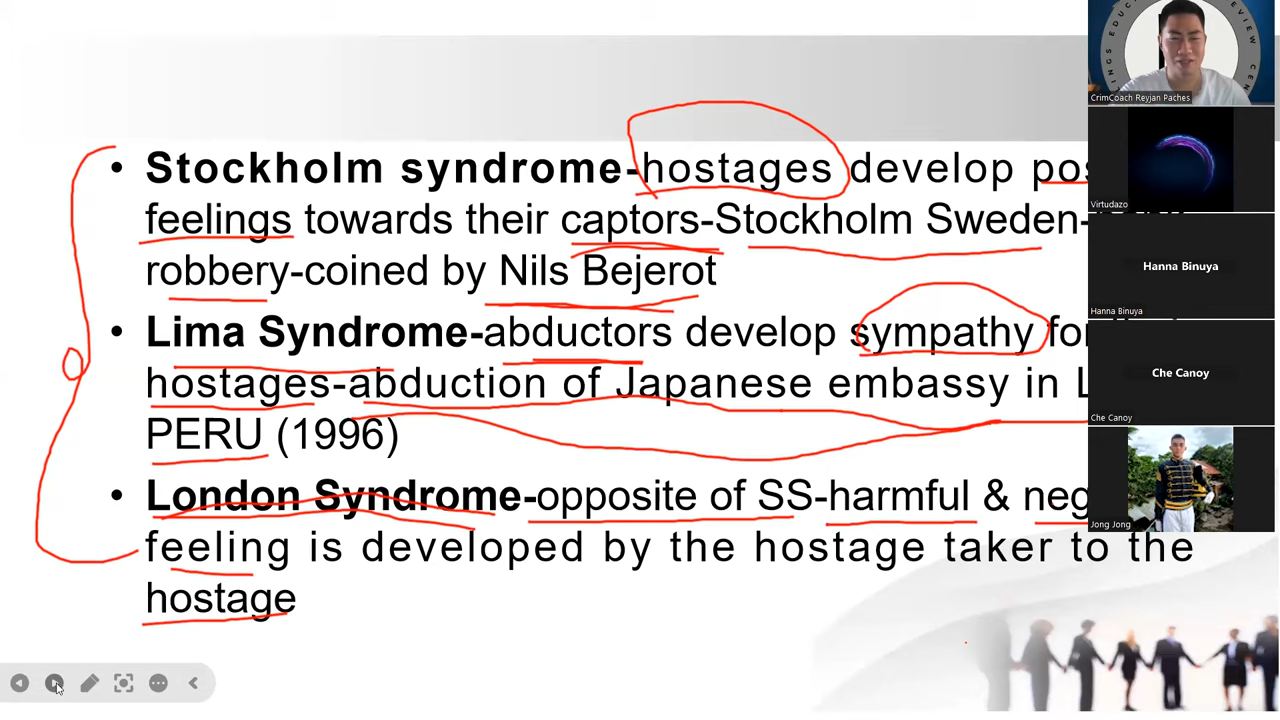 • Stockholm syndrome-hostages develop
feelings towards their captors-Stockholm Sweden-
robbery-coined by Nils Bejerot
• Lima Syndrome-abductors develop sympathy
hostages-abduction of Japanese embassy in
PERU (1996)
• London Syndrome-opposite of SS-harmful &
feeling is developed by the hostage taker to the
hostage
CrimCoach Reyjan Paches
Virtudazo
Hanna Binuya
Hanna Binuya
Che Canoy
Che Canoy
Jong Jong